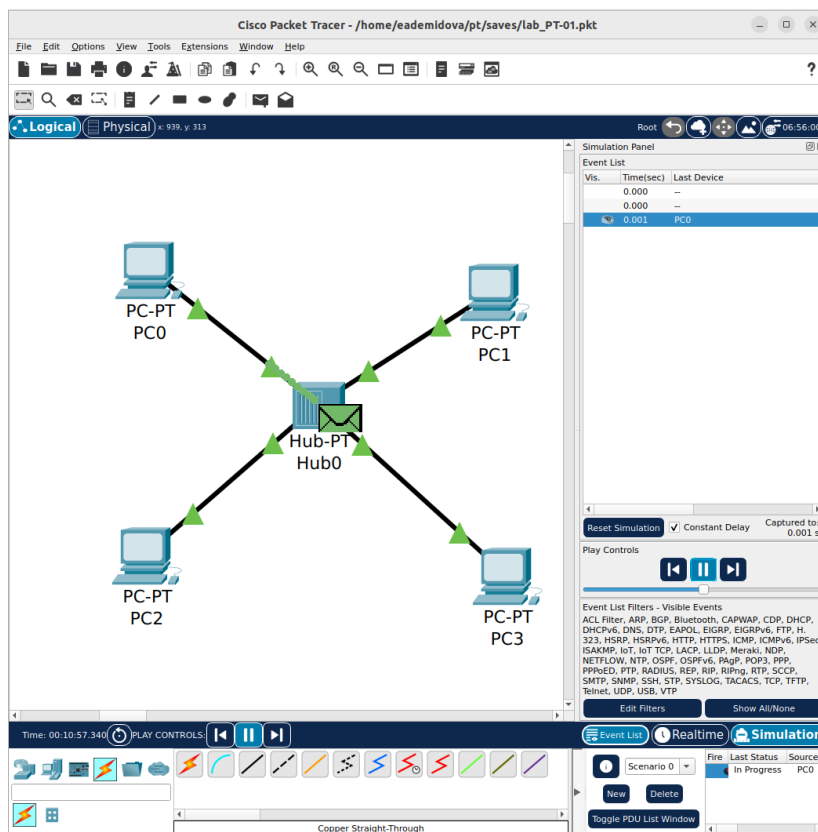 Cisco Packet Tracer - /home/eademidova/pt/saves/lab_PT-01.pkt
File Edit Options View Tools Extensions Window Help
?
Logical Physical x: 939, y: 313 Root 06:56:00
Simulation Panel
Event List
Vis. Time(sec) Last Device
0.000 --
0.000 --
0.001 PC0
PC-PT
PC0
PC-PT
PC1
Hub-PT
Hub0
PC-PT
PC2
PC-PT
PC3
Reset Simulation Constant Delay Captured to:
0.001 s
Play Controls
Event List Filters - Visible Events
ACL Filter, ARP, BGP, Bluetooth, CAPWAP, CDP, DHCP,
DHCPv6, DNS, DTP, EAPOL, EIGRP, EIGRPv6, FTP, H.
323, HSRP, HSRPv6, HTTP, HTTPS, ICMP, ICMPv6, IPSec,
ISAKMP, IoT, IoT TCP, LACP, LLDP, Meraki, NDP,
NETFLOW, NTP, OSPF, OSPFv6, PAgP, POP3, PPP,
PPPoED, PTP, RADIUS, REP, RIP, RIPng, RTP, SCCP,
SMTP, SNMP, SSH, STP, SYSLOG, TACACS, TCP, TFTP,
Telnet, UDP, USB, VTP
Edit Filters Show All/None
Time: 00:10:57.340 PLAY CONTROLS: Event List Realtime Simulation
Scenario 0
New Delete
Toggle PDU List Window
Fire Last Status Source
In Progress PC0
Copper Straight-Through